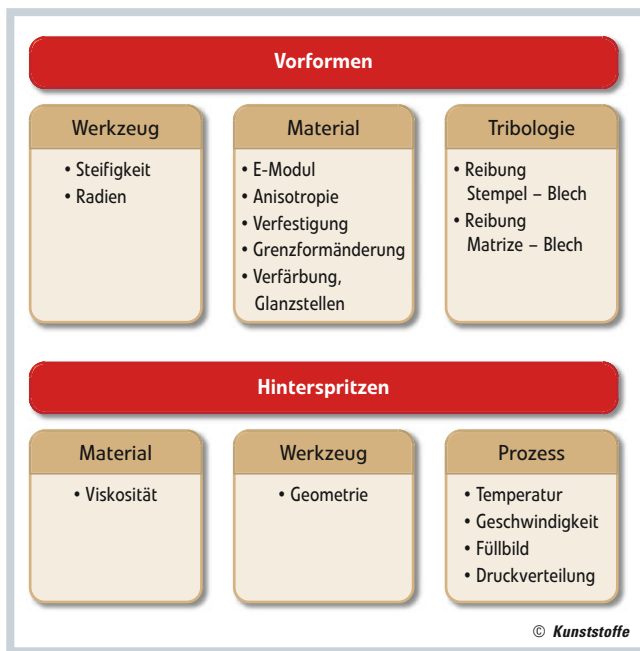 Vorformen
Werkzeug
• Steifigkeit
• Radien
Material
• E-Modul
• Anisotropie
• Verfestigung
• Grenzformänderung
• Verfärbung,
Glanzstellen
Tribologie
• Reibung
Stempel – Blech
• Reibung
Matrize – Blech
Hinterspritzen
Material
• Viskosität
Werkzeug
• Geometrie
Prozess
• Temperatur
• Geschwindigkeit
• Füllbild
• Druckverteilung
© Kunststoffe